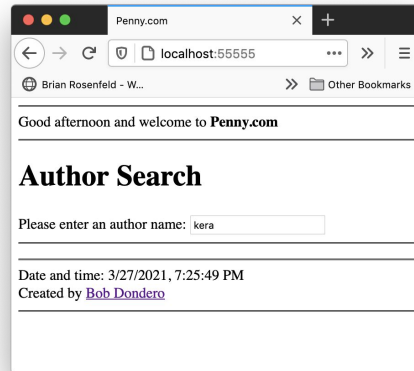 Penny.com
localhost:55555
Brian Rosenfeld - W...
Other Bookmarks
Good afternoon and welcome to Penny.com
Author Search
Please enter an author name: kera
Date and time: 3/27/2021, 7:25:49 PM
Created by Bob Dondero